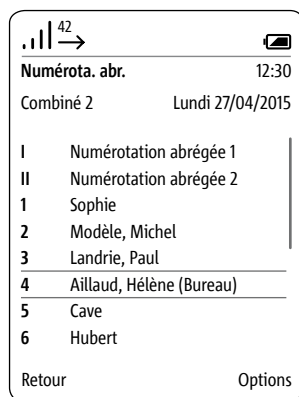 42
Numérota. abr. 12:30
Combiné 2 Lundi 27/04/2015
I Numérotation abrégée 1
II Numérotation abrégée 2
1 Sophie
2 Modèle, Michel
3 Landrie, Paul
4 Aillaud, Hélène (Bureau)
5 Cave
6 Hubert
Retour Options